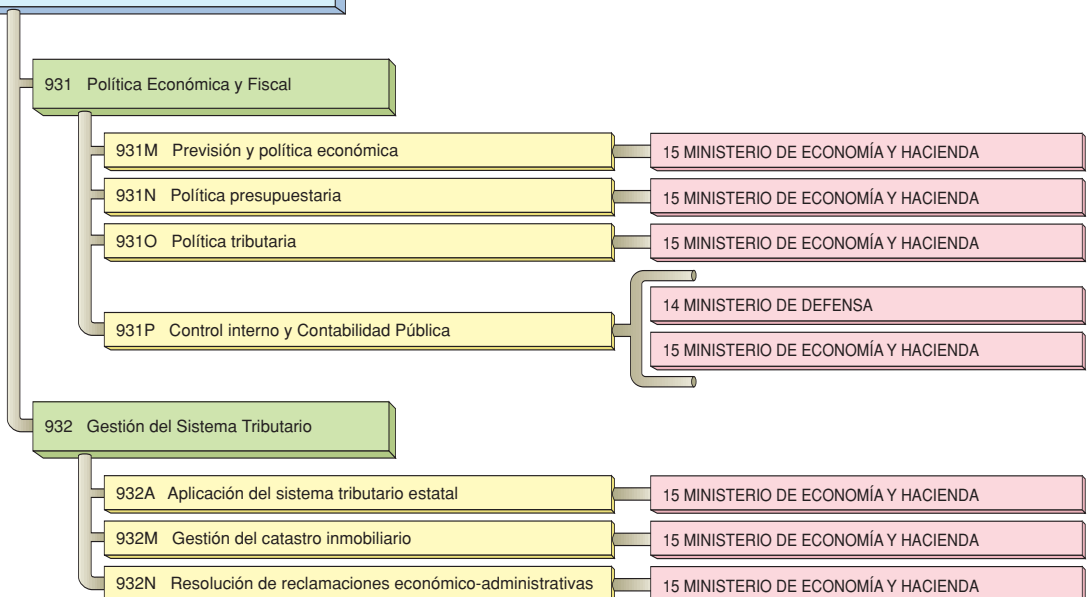 931 Política Económica y Fiscal
931M Previsión y política económica
15 MINISTERIO DE ECONOMÍA Y HACIENDA
931N Política presupuestaria
15 MINISTERIO DE ECONOMÍA Y HACIENDA
931O Política tributaria
15 MINISTERIO DE ECONOMÍA Y HACIENDA
931P Control interno y Contabilidad Pública
14 MINISTERIO DE DEFENSA
15 MINISTERIO DE ECONOMÍA Y HACIENDA
932 Gestión del Sistema Tributario
932A Aplicación del sistema tributario estatal
15 MINISTERIO DE ECONOMÍA Y HACIENDA
932M Gestión del catastro inmobiliario
15 MINISTERIO DE ECONOMÍA Y HACIENDA
932N Resolución de reclamaciones económico-administrativas
15 MINISTERIO DE ECONOMÍA Y HACIENDA